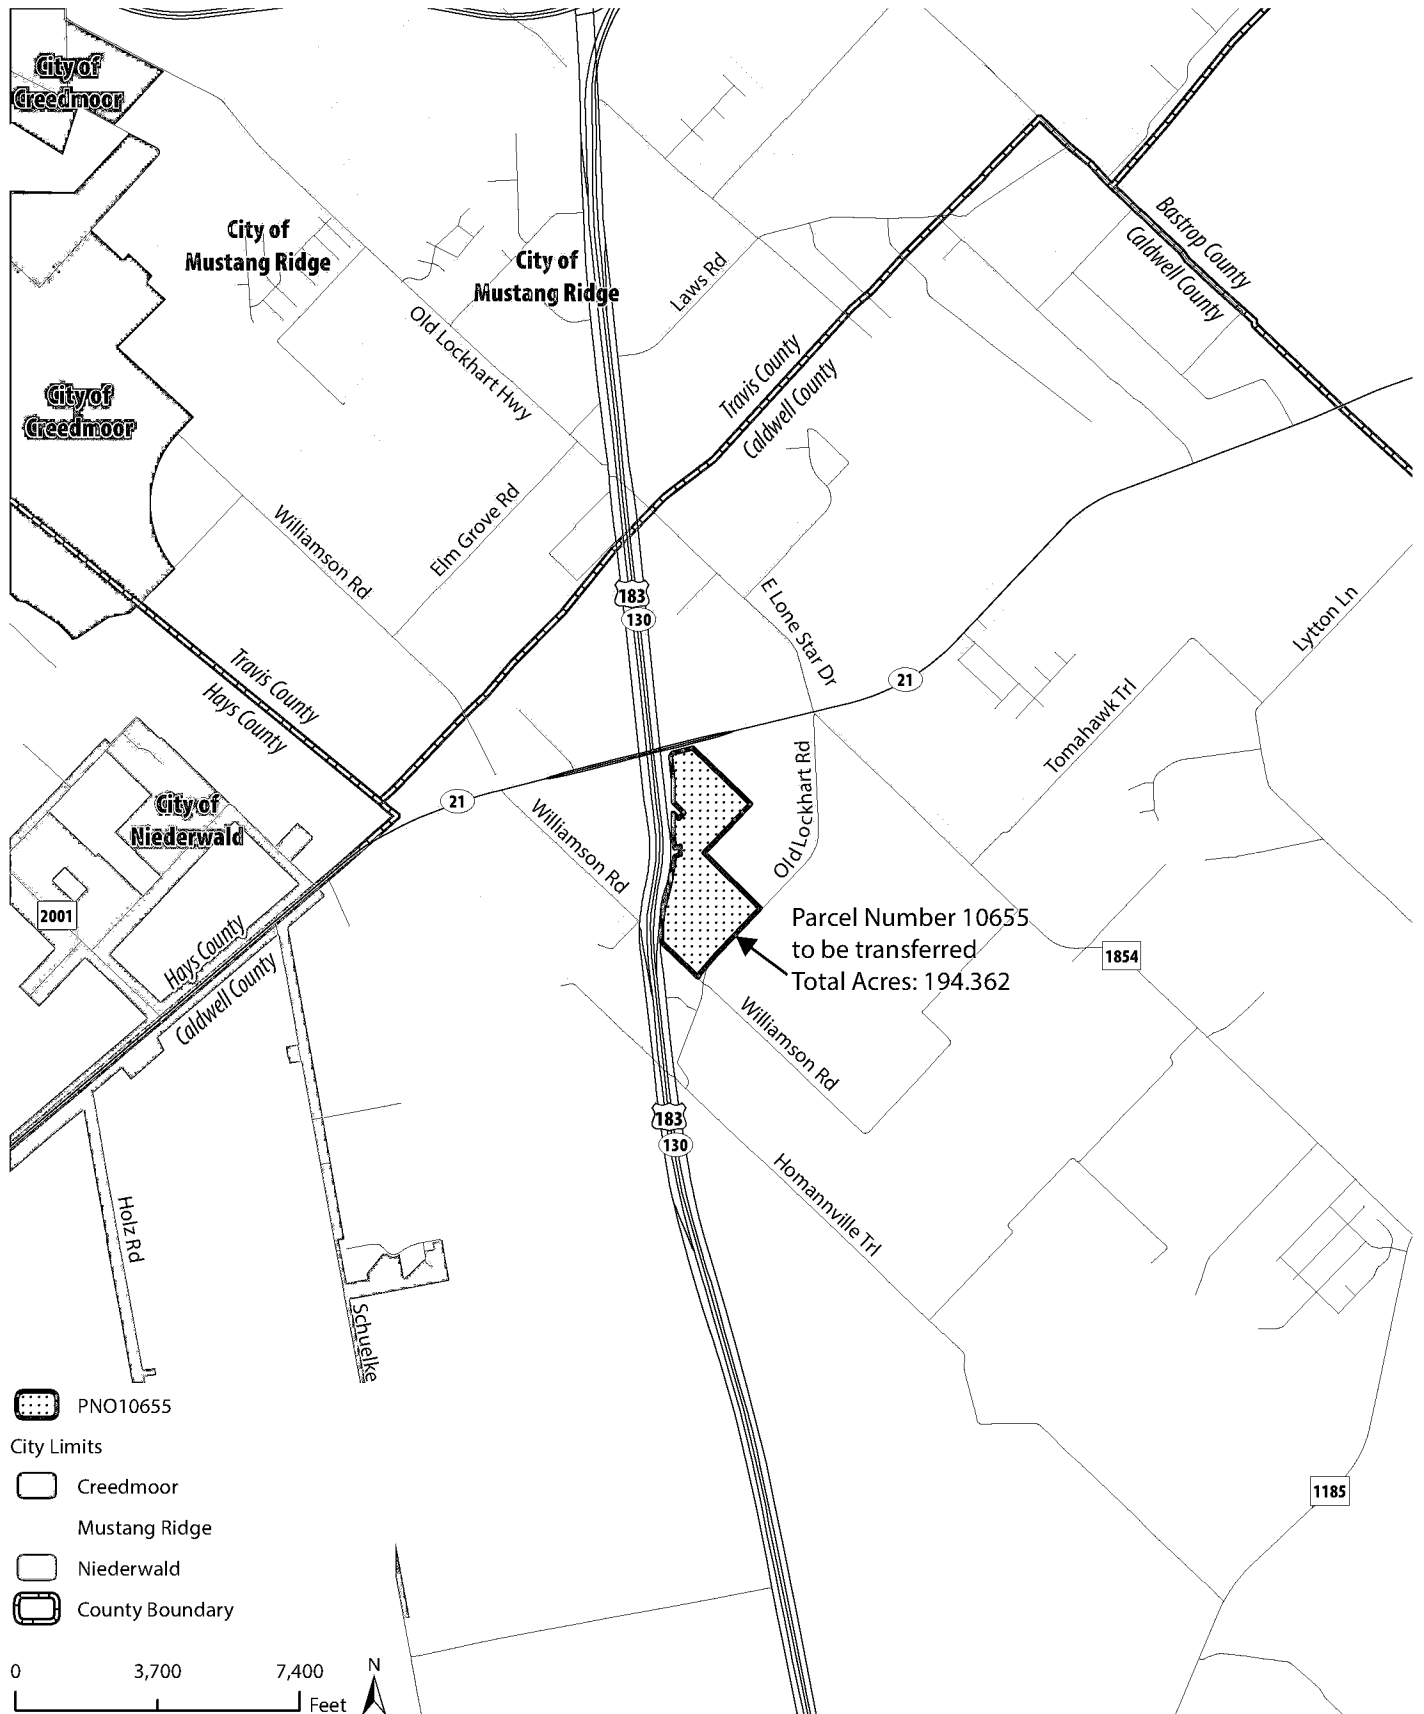 City of
Creedmoor
City of
Mustang Ridge
City of
Mustang Ridge
Laws Rd
Bastrop County
Caldwell County
Old Lockhart Hwy
Travis County
Caldwell County
City of
Creedmoor
Williamson Rd
Elm Grove Rd
183
130
E Lone Star Dr
Lytton Ln
Travis County
Hays County
21
Tomahawk Trl
Old Lockhart Rd
City of
Niederwald
21
Williamson Rd
2001
Hays County
Caldwell County
Parcel Number 10655
to be transferred
Total Acres: 194.362
1854
Williamson Rd
183
130
Homannville Trl
Holz Rd
Schuelke
PNO10655
City Limits
Creedmoor
Mustang Ridge
Niederwald
County Boundary
1185
0 3,700 7,400
Feet
N